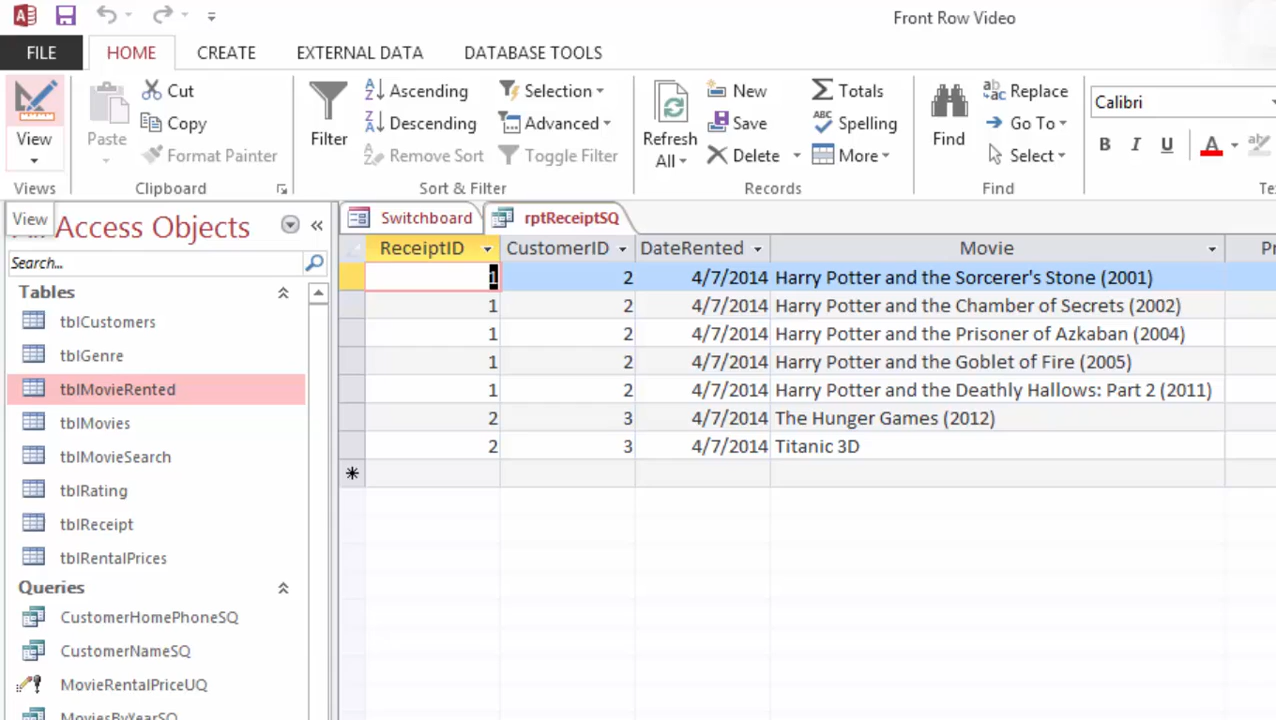 Front Row Video
FILE HOME CREATE EXTERNAL DATA DATABASE TOOLS
View
Views
Paste
Cut
Copy
Format Painter
Clipboard
Filter
Ascending
Descending
Remove Sort
Selection
Advanced
Toggle Filter
Sort & Filter
Refresh
All
New
Save
Delete
Totals
Spelling
More
Records
Find
Replace
Go To
Select
Find
Calibri
B I U A
View
Access Objects
Search...
Tables
tblCustomers
tblGenre
tblMovieRented
tblMovies
tblMovieSearch
tblRating
tblReceipt
tblRentalPrices
Queries
CustomerHomePhoneSQ
CustomerNameSQ
MovieRentalPriceUQ
MoviesByYearSQ
Switchboard rptReceiptSQ
ReceiptID CustomerID DateRented Movie
1 2 4/7/2014 Harry Potter and the Sorcerer's Stone (2001)
1 2 4/7/2014 Harry Potter and the Chamber of Secrets (2002)
1 2 4/7/2014 Harry Potter and the Prisoner of Azkaban (2004)
1 2 4/7/2014 Harry Potter and the Goblet of Fire (2005)
1 2 4/7/2014 Harry Potter and the Deathly Hallows: Part 2 (2011)
2 3 4/7/2014 The Hunger Games (2012)
2 3 4/7/2014 Titanic 3D